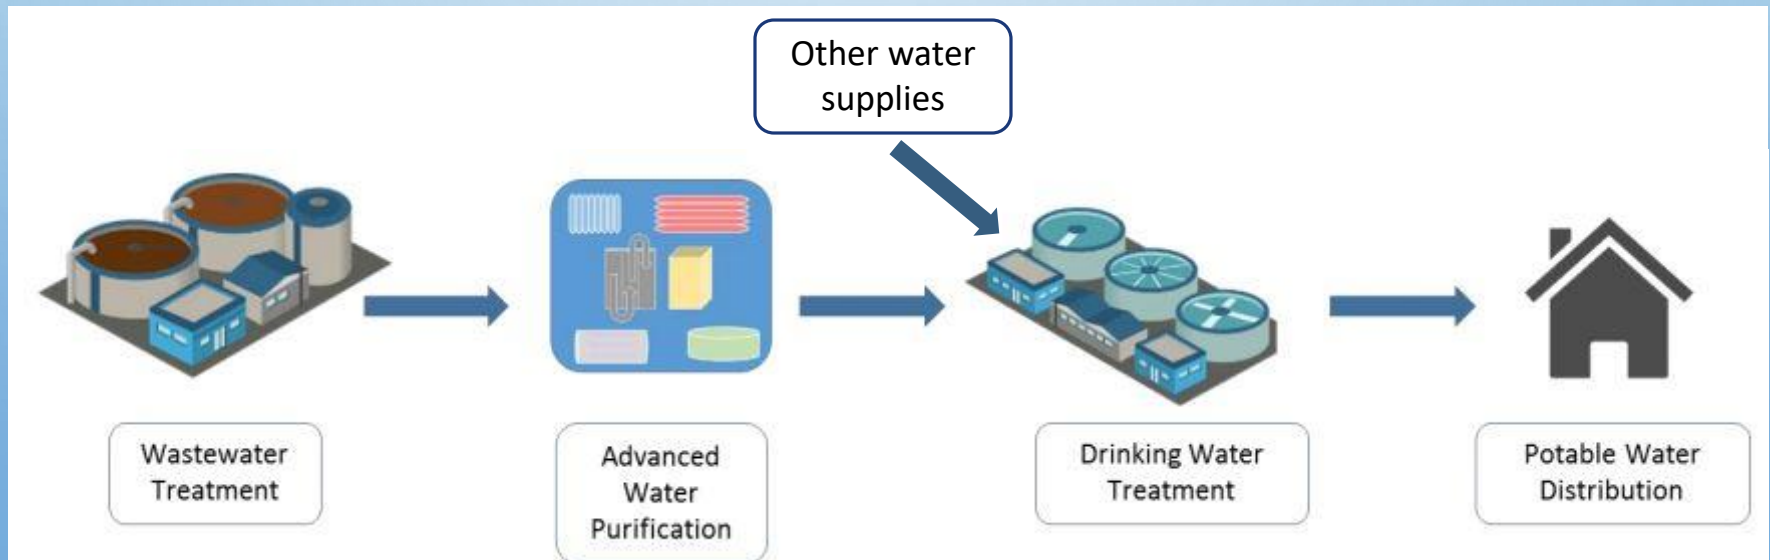 Other water
supplies
Wastewater
Treatment
Advanced
Water
Purification
Drinking Water
Treatment
Potable Water
Distribution